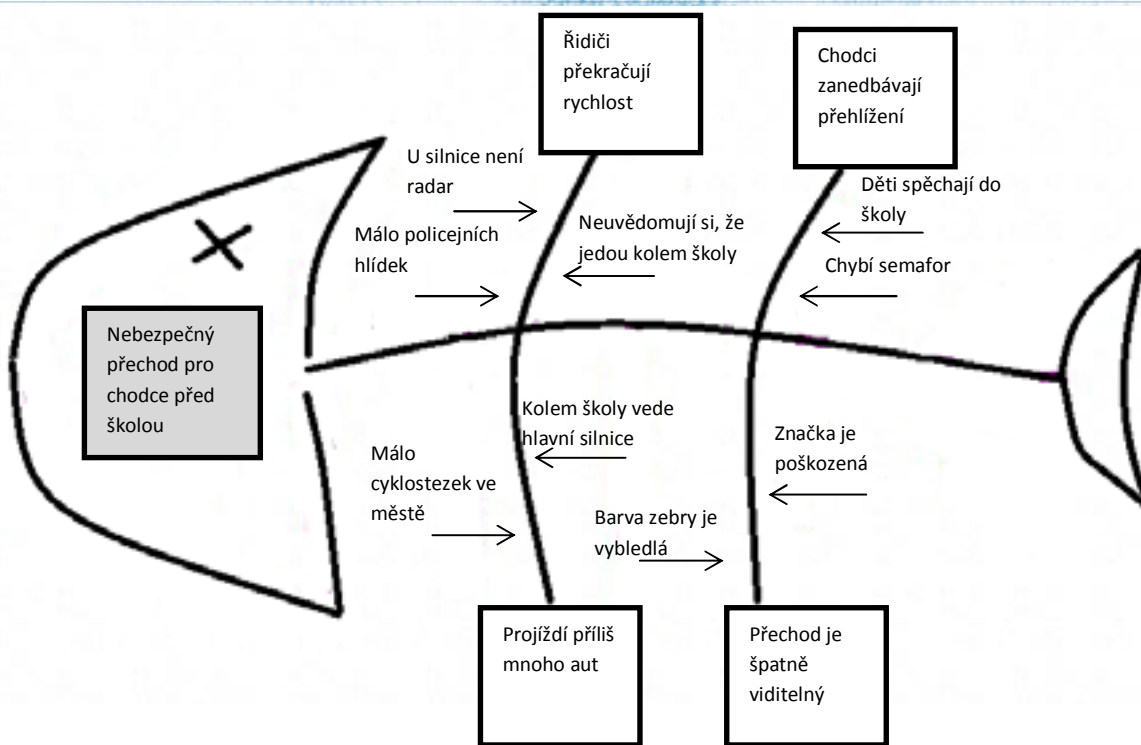 Řidiči
překračují
rychlost
Chodci
zanedbávají
přehlížení
U silnice není
radar
Děti spěchají do
školy
Neuvědomují si, že
jedou kolem školy
Málo policejních
hlídek
Chybí semafor
Nebezpečný
přechod pro
chodce před
školou
Kolem školy vede
hlavní silnice
Značka je
poškozená
Málo
cyklostezek ve
městě
Barva zebry je
vybledlá
Projíždí příliš
mnoho aut
Přechod je
špatně
viditelný